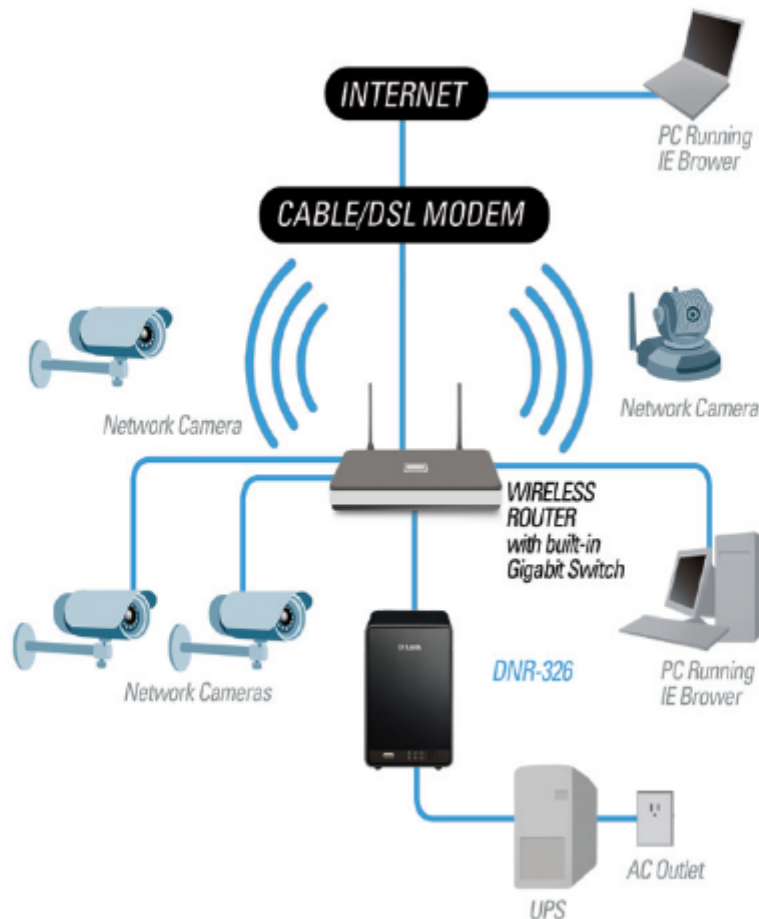 INTERNET
PC Running
IE Brower
CABLE/DSL MODEM
Network Camera
Network Camera
WIRELESS
ROUTER
with built-in
Gigabit Switch
D-Link
DNR-326
Network Cameras
PC Running
IE Brower
AC Outlet
UPS